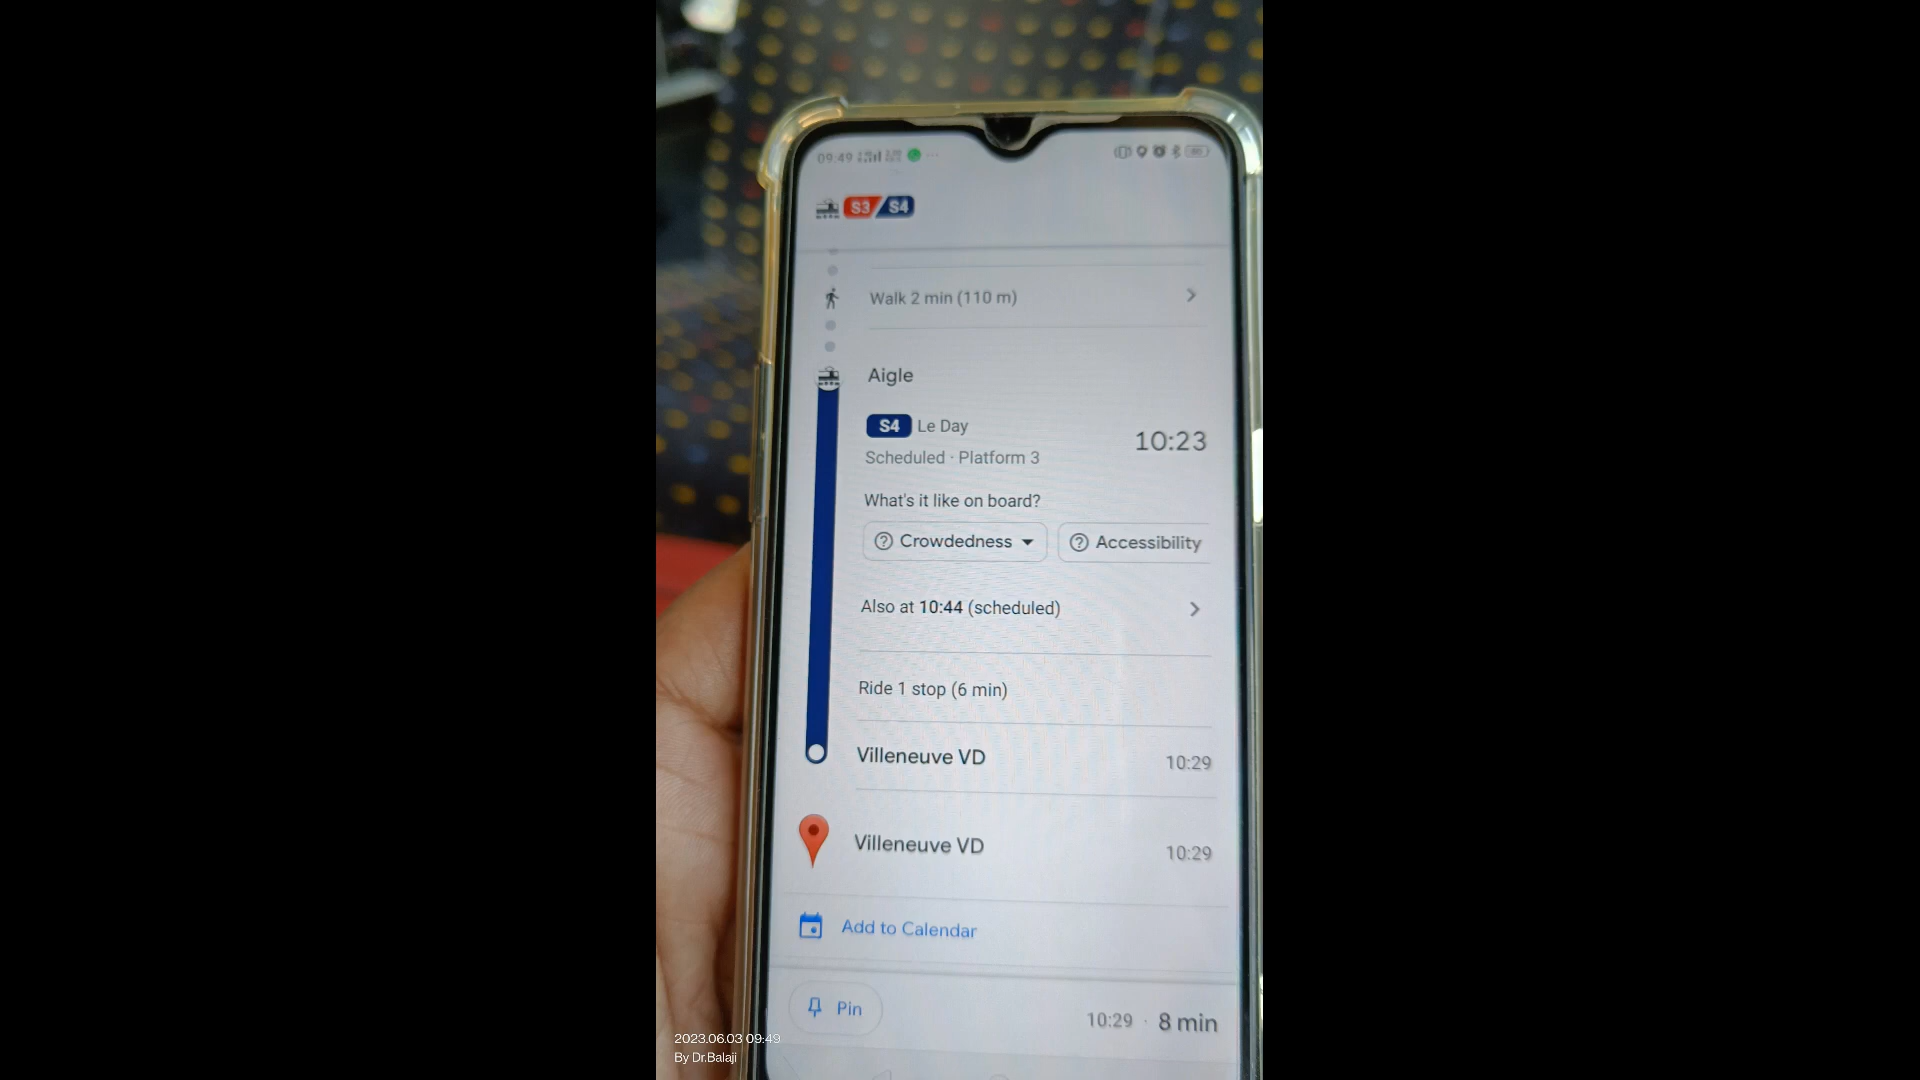 09:49
S3 S4
Walk 2 min (110 m)
Aigle
S4 Le Day
10:23
Scheduled · Platform 3
What's it like on board?
Crowdedness
Accessibility
Also at 10:44 (scheduled)
Ride 1 stop (6 min)
Villeneuve VD 10:29
Villeneuve VD 10:29
Add to Calendar
Pin
10:29 · 8 min
2023.06.03 09:49
By Dr.Balaji